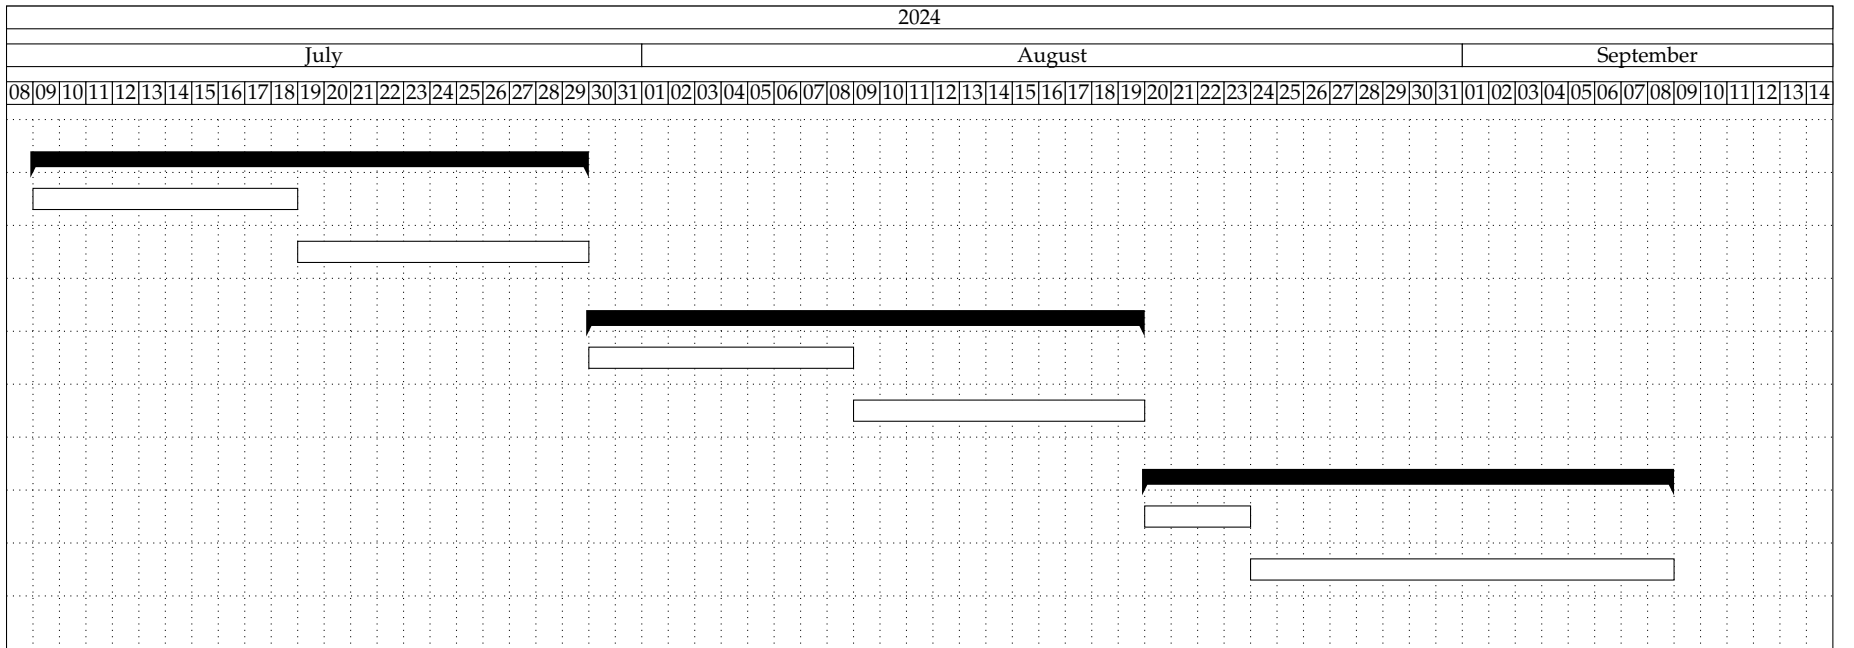 2024
July August September
08 09 10 11 12 13 14 15 16 17 18 19 20 21 22 23 24 25 26 27 28 29 30 31 01 02 03 04 05 06 07 08 09 10 11 12 13 14 15 16 17 18 19 20 21 22 23 24 25 26 27 28 29 30 31 01 02 03 04 05 06 07 08 09 10 11 12 13 14